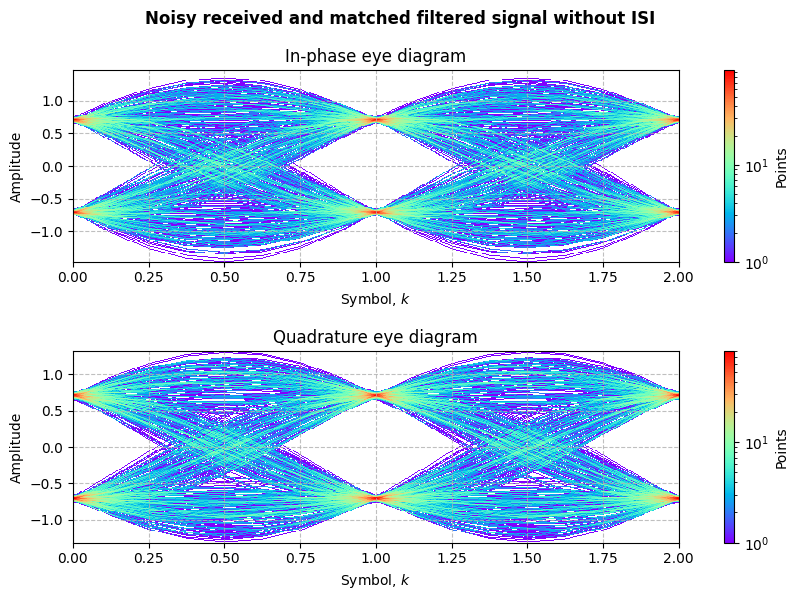 Noisy received and matched filtered signal without ISI
In-phase eye diagram
Amplitude
1.0
0.5
0.0
−0.5
−1.0
0.00 0.25 0.50 0.75 1.00 1.25 1.50 1.75 2.00
Symbol, k
10¹
10⁰
Points
Quadrature eye diagram
Amplitude
1.0
0.5
0.0
−0.5
−1.0
0.00 0.25 0.50 0.75 1.00 1.25 1.50 1.75 2.00
Symbol, k
10¹
10⁰
Points